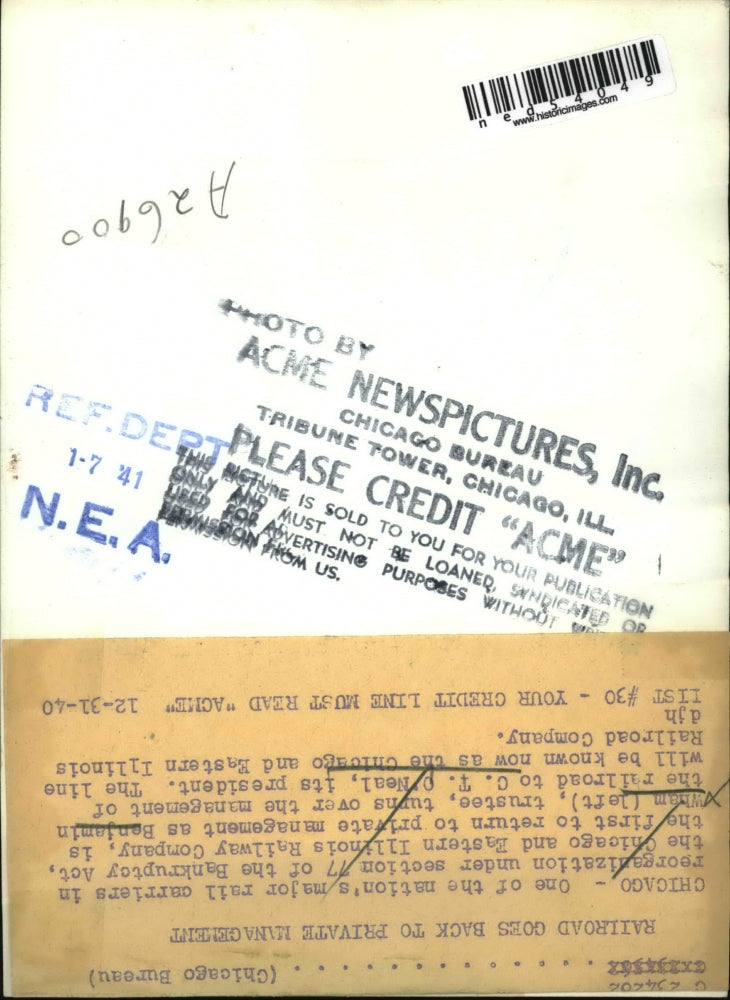 ned54049
www.historicimages.com
A26900
PHOTO BY
ACME NEWSPICTURES, Inc.
CHICAGO BUREAU
TRIBUNE TOWER, CHICAGO, ILL.
PLEASE CREDIT "ACME"
THIS PICTURE IS SOLD TO YOU FOR YOUR PUBLICATION
ONLY AND MUST NOT BE LOANED, SYNDICATED OR
USED FOR ADVERTISING PURPOSES WITHOUT
PERMISSION FROM US.
REF. DEPT
1-7 '41
N.E.A.
(Chicago Bureau)
RAILROAD GOES BACK TO PRIVATE MANAGEMENT
CHICAGO - One of the nation's major rail carriers in
reorganization under section 77 of the Bankruptcy Act,
the Chicago and Eastern Illinois Railway Company, is
the first to return to private management as Benjamin
Wham (left), trustee, turns over the management of
the railroad to C. T. O'Neal, its president. The line
will be known now as the Chicago and Eastern Illinois
Railroad Company.
djh
LIST #30 - YOUR CREDIT LINE MUST READ "ACME" 12-31-40